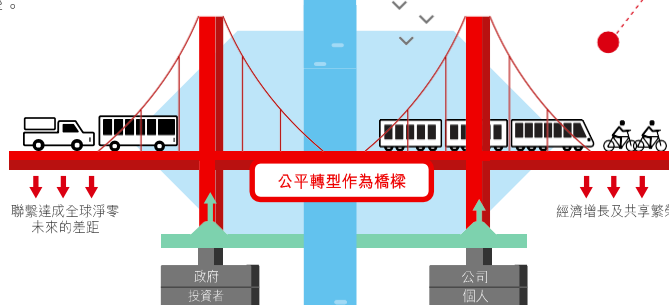 。
公平轉型作為橋樑
聯繫達成全球淨零
未來的差距
經濟增長及共享繁
政府
投資者
公司
個人